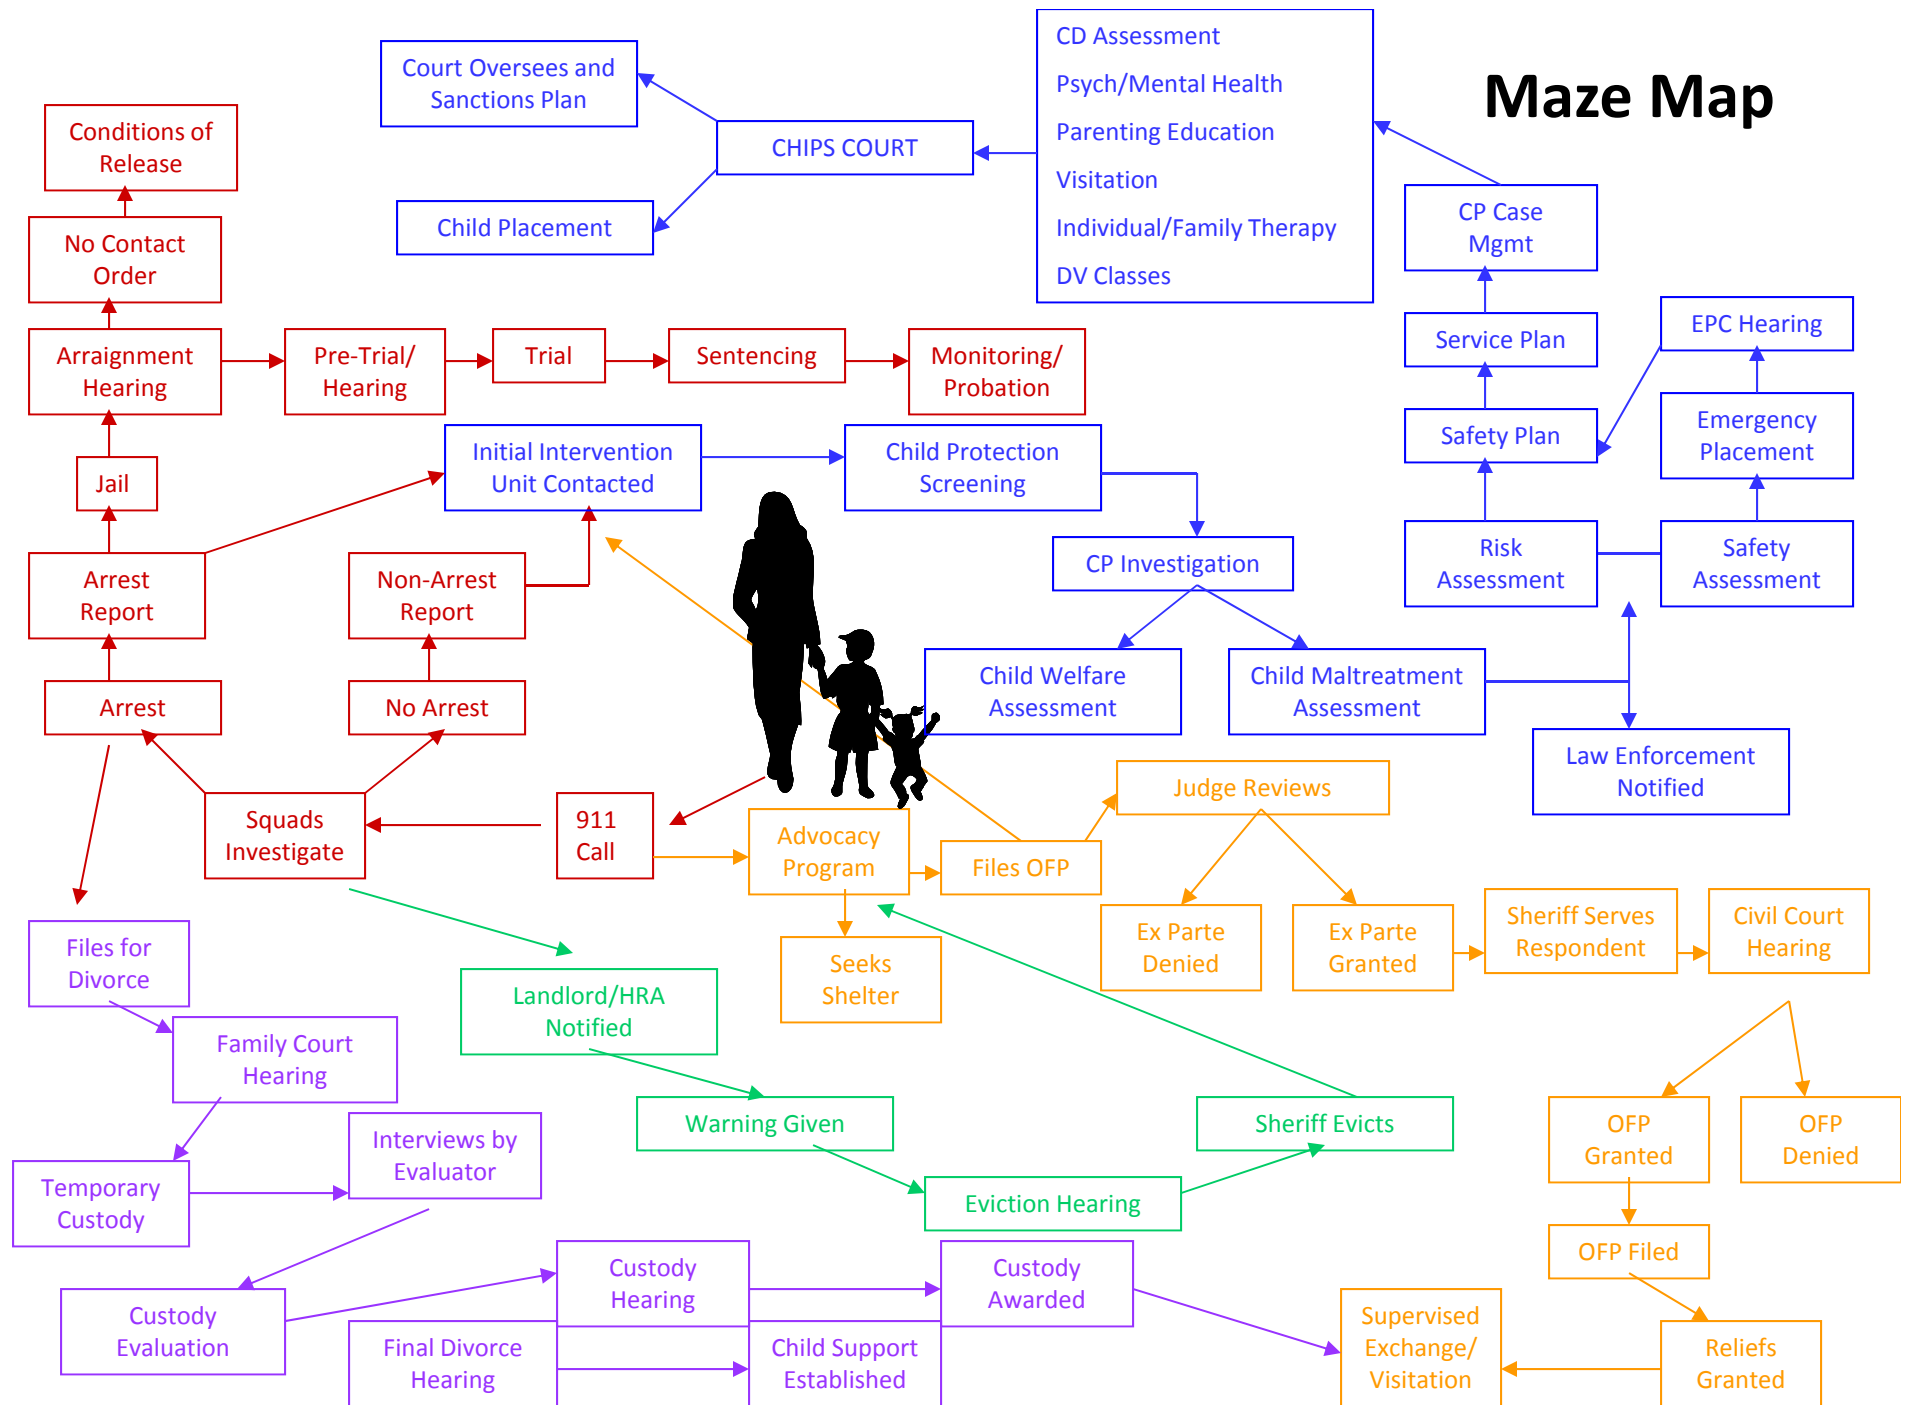 Maze Map
CD Assessment
Psych/Mental Health
Parenting Education
Visitation
Individual/Family Therapy
DV Classes
Court Oversees and
Sanctions Plan
CHIPS COURT
Child Placement
Conditions of
Release
No Contact
Order
CP Case
Mgmt
Service Plan
EPC Hearing
Arraignment
Hearing
Pre-Trial/
Hearing
Trial
Sentencing
Monitoring/
Probation
Safety Plan
Emergency
Placement
Jail
Initial Intervention
Unit Contacted
Child Protection
Screening
CP Investigation
Risk
Assessment
Safety
Assessment
Arrest
Report
Non-Arrest
Report
Arrest
No Arrest
Child Welfare
Assessment
Child Maltreatment
Assessment
Law Enforcement
Notified
Squads
Investigate
911
Call
Advocacy
Program
Files OFP
Judge Reviews
Ex Parte
Denied
Ex Parte
Granted
Sheriff Serves
Respondent
Civil Court
Hearing
Files for
Divorce
Seeks
Shelter
Landlord/HRA
Notified
Family Court
Hearing
Warning Given
Sheriff Evicts
OFP
Granted
OFP
Denied
Interviews by
Evaluator
Temporary
Custody
Eviction Hearing
OFP Filed
Custody
Evaluation
Custody
Hearing
Custody
Awarded
Final Divorce
Hearing
Child Support
Established
Supervised
Exchange/
Visitation
Reliefs
Granted